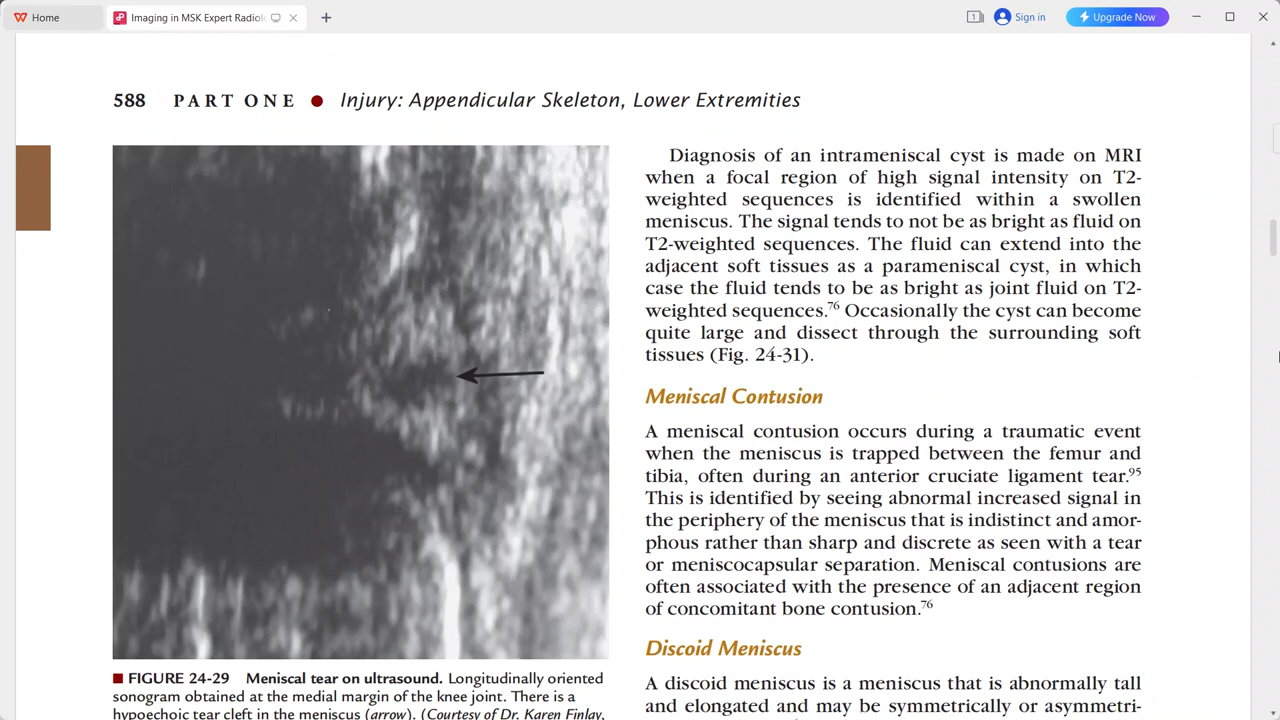 Home
Imaging in MSK Expert Radiolo
1
Sign in
Upgrade Now
588 PART ONE ● Injury: Appendicular Skeleton, Lower Extremities
■ FIGURE 24-29 Meniscal tear on ultrasound. Longitudinally oriented
sonogram obtained at the medial margin of the knee joint. There is a
hypoechoic tear cleft in the meniscus (arrow). (Courtesy of Dr. Karen Finlay,
Diagnosis of an intrameniscal cyst is made on MRI
when a focal region of high signal intensity on T2-
weighted sequences is identified within a swollen
meniscus. The signal tends to not be as bright as fluid on
T2-weighted sequences. The fluid can extend into the
adjacent soft tissues as a parameniscal cyst, in which
case the fluid tends to be as bright as joint fluid on T2-
weighted sequences.76 Occasionally the cyst can become
quite large and dissect through the surrounding soft
tissues (Fig. 24-31).
Meniscal Contusion
A meniscal contusion occurs during a traumatic event
when the meniscus is trapped between the femur and
tibia, often during an anterior cruciate ligament tear.95
This is identified by seeing abnormal increased signal in
the periphery of the meniscus that is indistinct and amor-
phous rather than sharp and discrete as seen with a tear
or meniscocapsular separation. Meniscal contusions are
often associated with the presence of an adjacent region
of concomitant bone contusion.76
Discoid Meniscus
A discoid meniscus is a meniscus that is abnormally tall
and elongated and may be symmetrically or asymmetri-